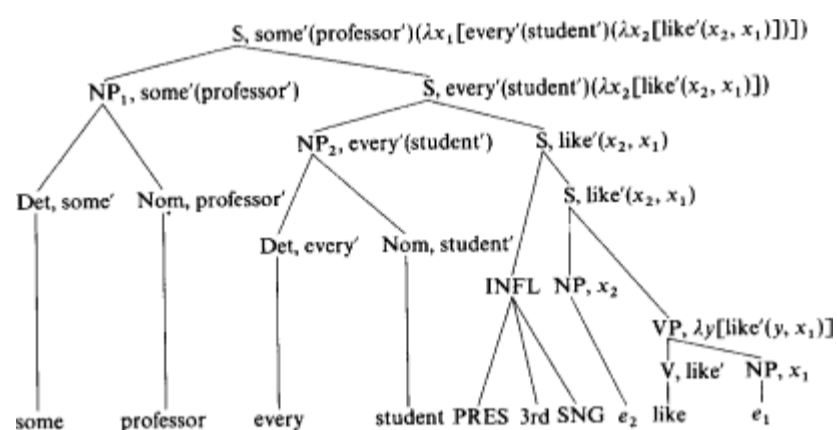 S, some′(professor′)(λx₁[every′(student′)(λx₂[like′(x₂, x₁)])])
NP₁, some′(professor′) S, every′(student′)(λx₂[like′(x₂, x₁)])
NP₂, every′(student′) S, like′(x₂, x₁)
Det, some′ Nom, professor′ S, like′(x₂, x₁)
Det, every′ Nom, student′
INFL NP, x₂
VP, λy[like′(y, x₁)]
V, like′ NP, x₁
some professor every student PRES 3rd SNG e₂ like e₁